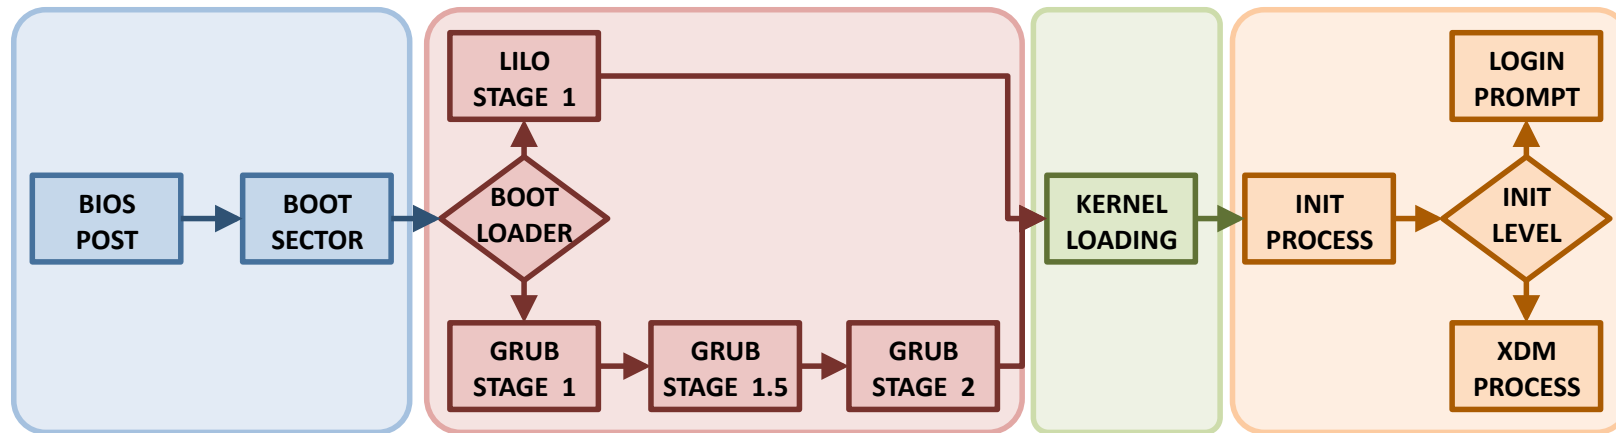 BIOS
POST
BOOT
SECTOR
BOOT
LOADER
LILO
STAGE 1
GRUB
STAGE 1
GRUB
STAGE 1.5
GRUB
STAGE 2
KERNEL
LOADING
INIT
PROCESS
INIT
LEVEL
LOGIN
PROMPT
XDM
PROCESS